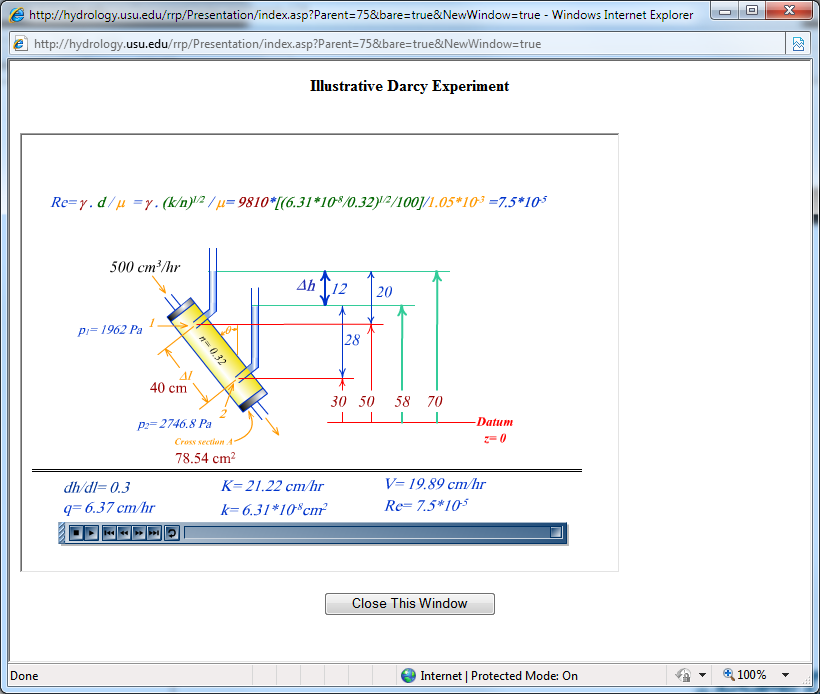 http://hydrology.usu.edu/rrp/Presentation/index.asp?Parent=75&bare=true&NewWindow=true - Windows Internet Explorer
http://hydrology.usu.edu/rrp/Presentation/index.asp?Parent=75&bare=true&NewWindow=true
Illustrative Darcy Experiment
Re= γ . d / μ = γ . (k/n)^1/2 / μ= 9810*[(6.31*10^-8/0.32)^1/2/100]/1.05*10^-3 =7.5*10^-5
500 cm³/hr
Δh 12 20
p1= 1962 Pa 1 θ
n= 0.32
28
Δl
40 cm
30 50 58 70
2
p2= 2746.8 Pa
Datum
z= 0
Cross section A
78.54 cm²
dh/dl= 0.3 K= 21.22 cm/hr V= 19.89 cm/hr
q= 6.37 cm/hr k= 6.31*10^-8cm² Re= 7.5*10^-5
Close This Window
Done Internet | Protected Mode: On 100%